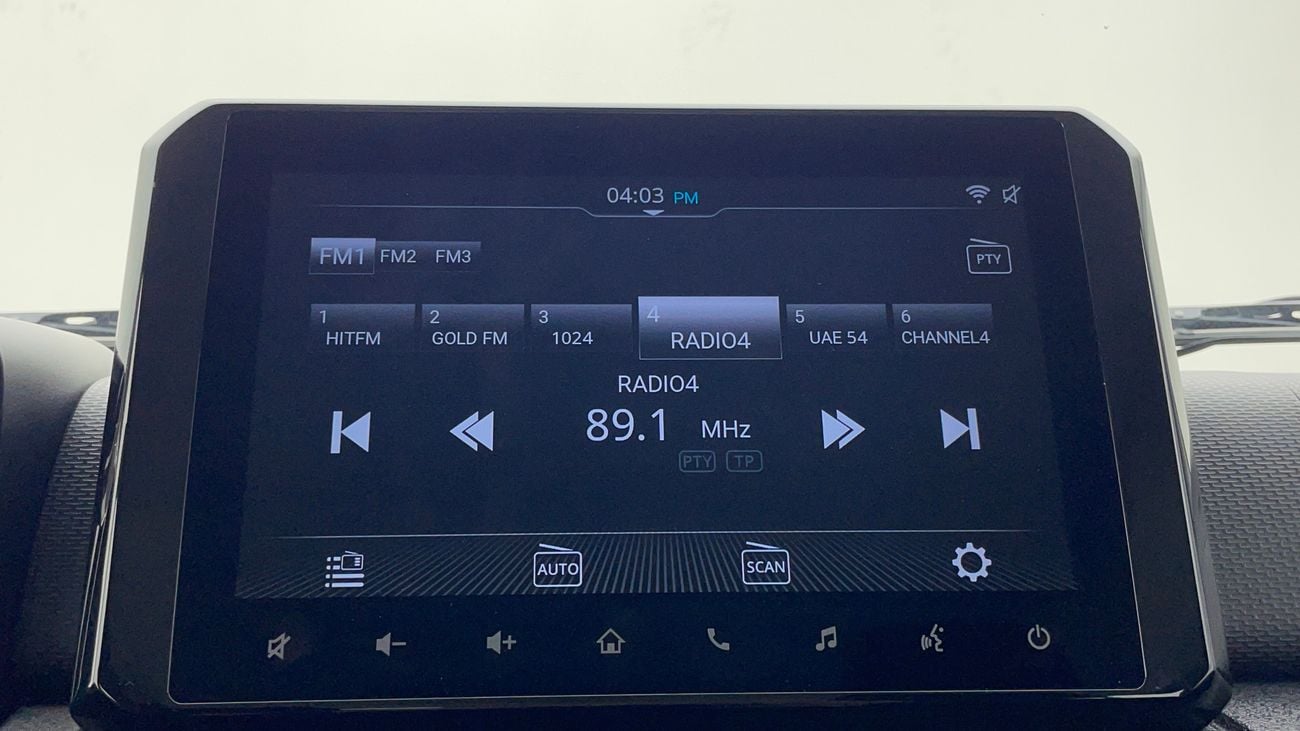 04:03 PM
FM1 FM2 FM3
PTY
1 HITFM
2 GOLD FM
3 1024
4 RADIO4
5 UAE 54
6 CHANNEL4
RADIO4
89.1 MHz
PTY TP
AUTO
SCAN